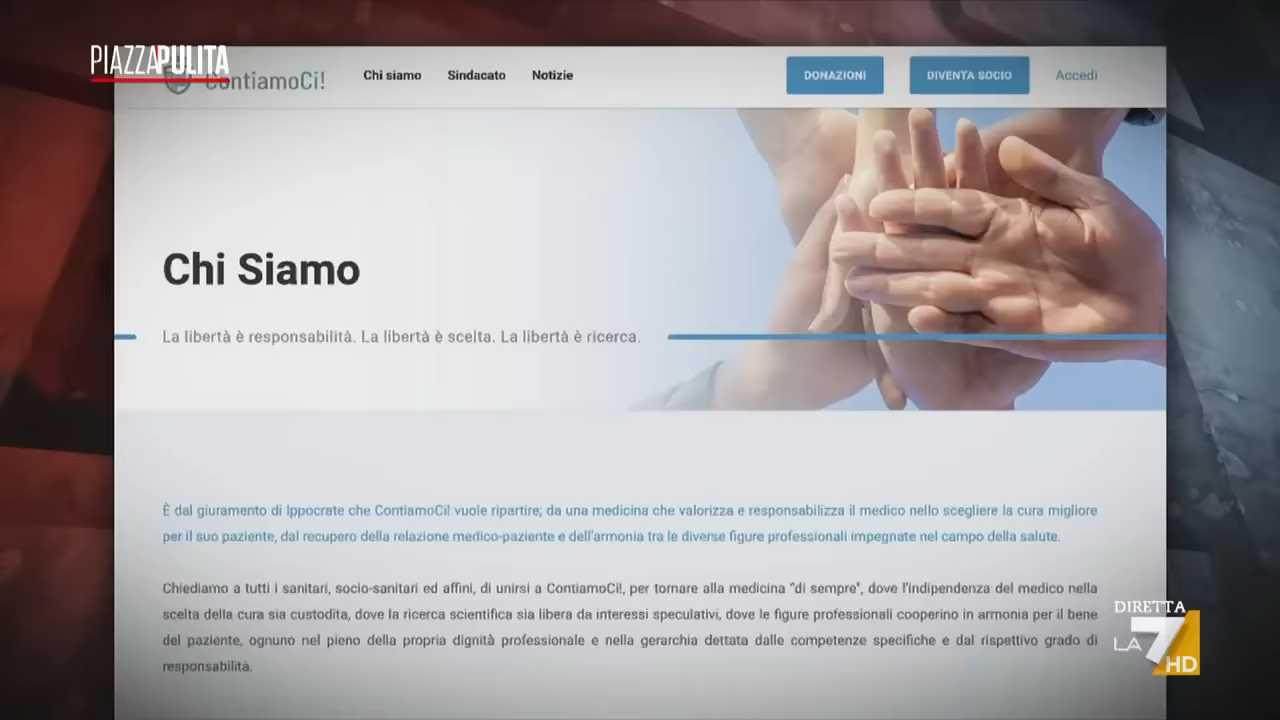 PIAZZAPULITA
ContiamoCi!
Chi siamo
Sindacato
Notizie
DONAZIONI
DIVENTA SOCIO
Accedi
Chi Siamo
La libertà è responsabilità. La libertà è scelta. La libertà è ricerca.
È dal giuramento di Ippocrate che ContiamoCi! vuole ripartire; da una medicina che valorizza e responsabilizza il medico nello scegliere la cura migliore
per il suo paziente, dal recupero della relazione medico-paziente e dell'armonia tra le diverse figure professionali impegnate nel campo della salute.
Chiediamo a tutti i sanitari, socio-sanitari ed affini, di unirsi a ContiamoCi!, per tornare alla medicina "di sempre", dove l'indipendenza del medico nella
scelta della cura sia custodita, dove la ricerca scientifica sia libera da interessi speculativi, dove le figure professionali cooperino in armonia per il bene
del paziente, ognuno nel pieno della propria dignità professionale e nella gerarchia dettata dalle competenze specifiche e dal rispettivo grado di
responsabilità.
DIRETTA
LA7
HD